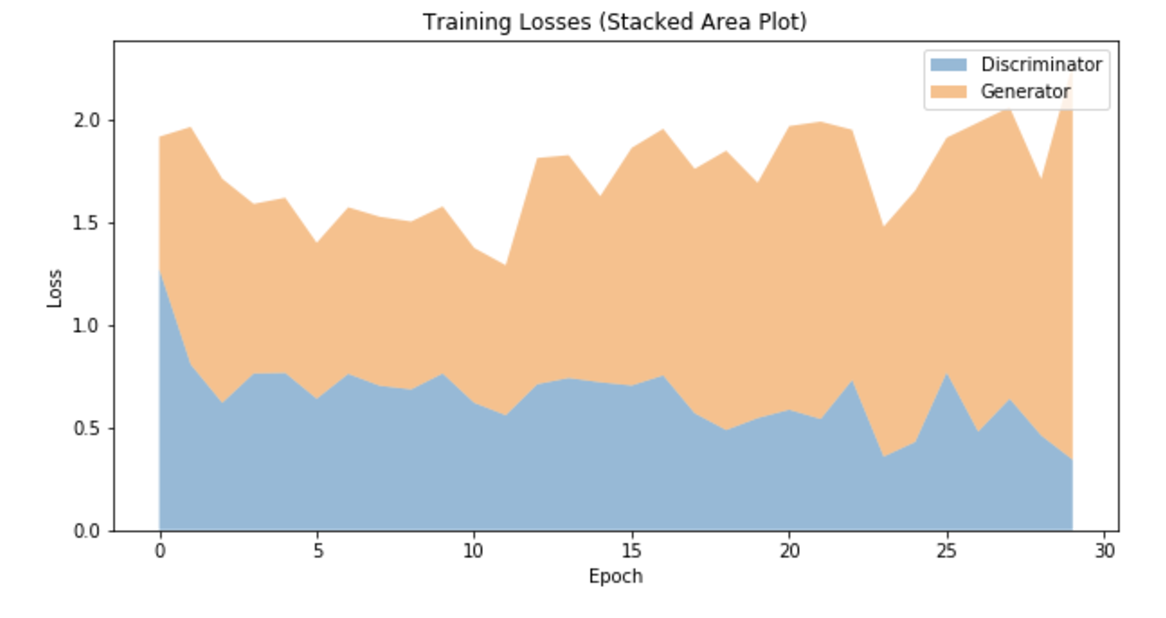 Training Losses (Stacked Area Plot)
Discriminator
Generator
2.0
1.5
1.0
0.5
0.0
Loss
0 5 10 15 20 25 30
Epoch